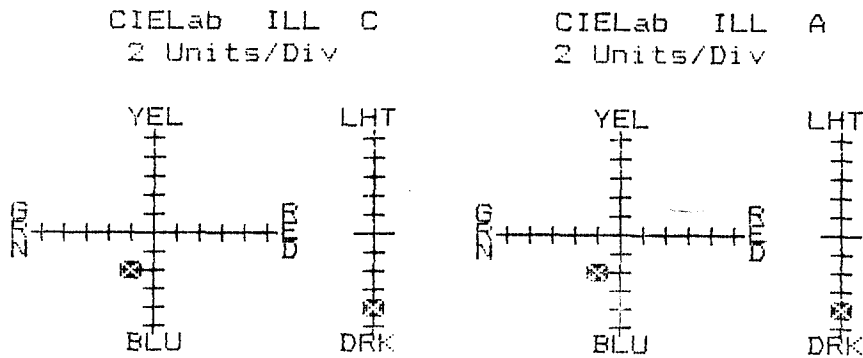 CIELab ILL C
2 Units/Div
YEL
LHT
GRN
RED
BLU
DRK
CIELab ILL A
2 Units/Div
YEL
LHT
GRN
RED
BLU
DRK